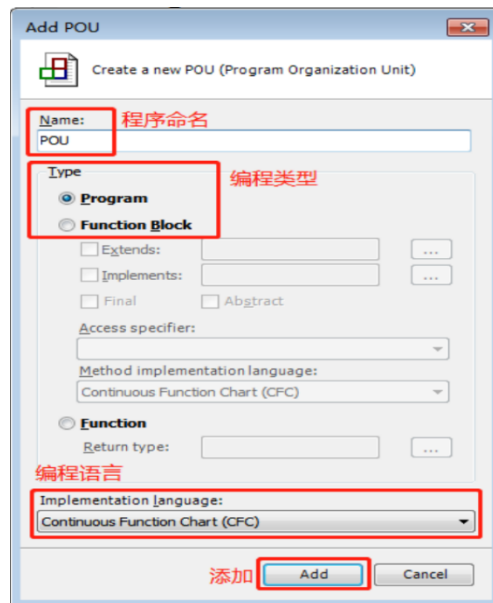 Add POU
Create a new POU (Program Organization Unit)
Name: 程序命名
POU
Type 编程类型
Program
Function Block
Extends: ...
Implements: ...
Final Abstract
Access specifier:
Method implementation language:
Continuous Function Chart (CFC)
Function
Return type: ...
编程语言
Implementation language:
Continuous Function Chart (CFC)
添加 Add Cancel